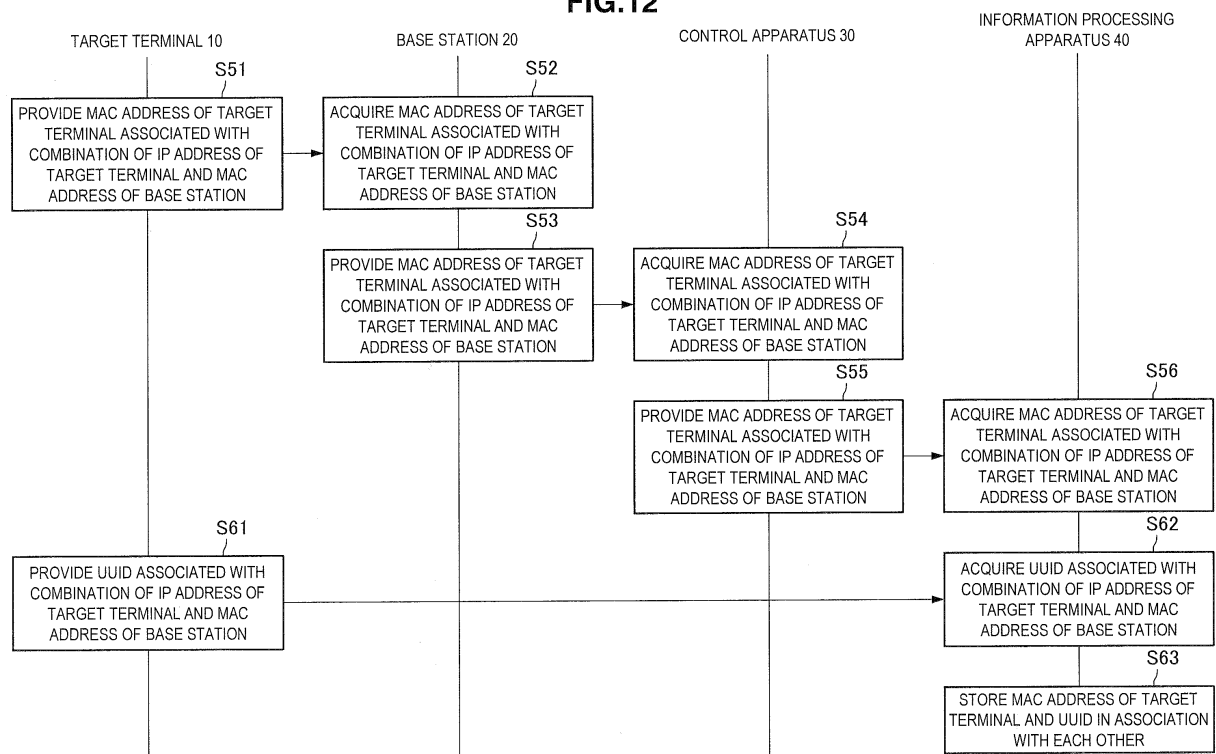 FIG.12
TARGET TERMINAL 10
BASE STATION 20
CONTROL APPARATUS 30
INFORMATION PROCESSING
APPARATUS 40
S51
PROVIDE MAC ADDRESS OF TARGET
TERMINAL ASSOCIATED WITH
COMBINATION OF IP ADDRESS OF
TARGET TERMINAL AND MAC
ADDRESS OF BASE STATION
S52
ACQUIRE MAC ADDRESS OF TARGET
TERMINAL ASSOCIATED WITH
COMBINATION OF IP ADDRESS OF
TARGET TERMINAL AND MAC
ADDRESS OF BASE STATION
S53
PROVIDE MAC ADDRESS OF TARGET
TERMINAL ASSOCIATED WITH
COMBINATION OF IP ADDRESS OF
TARGET TERMINAL AND MAC
ADDRESS OF BASE STATION
S54
ACQUIRE MAC ADDRESS OF TARGET
TERMINAL ASSOCIATED WITH
COMBINATION OF IP ADDRESS OF
TARGET TERMINAL AND MAC
ADDRESS OF BASE STATION
S55
PROVIDE MAC ADDRESS OF TARGET
TERMINAL ASSOCIATED WITH
COMBINATION OF IP ADDRESS OF
TARGET TERMINAL AND MAC
ADDRESS OF BASE STATION
S56
ACQUIRE MAC ADDRESS OF TARGET
TERMINAL ASSOCIATED WITH
COMBINATION OF IP ADDRESS OF
TARGET TERMINAL AND MAC
ADDRESS OF BASE STATION
S61
PROVIDE UUID ASSOCIATED WITH
COMBINATION OF IP ADDRESS OF
TARGET TERMINAL AND MAC
ADDRESS OF BASE STATION
S62
ACQUIRE UUID ASSOCIATED WITH
COMBINATION OF IP ADDRESS OF
TARGET TERMINAL AND MAC
ADDRESS OF BASE STATION
S63
STORE MAC ADDRESS OF TARGET
TERMINAL AND UUID IN ASSOCIATION
WITH EACH OTHER